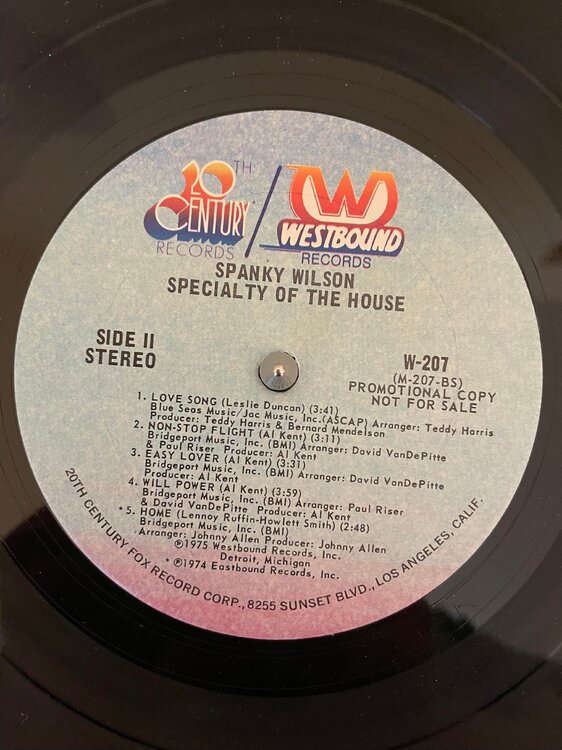 20TH
CENTURY
RECORDS
/
W
WESTBOUND
RECORDS
SPANKY WILSON
SPECIALTY OF THE HOUSE
SIDE II
STEREO
W-207
(M-207-BS)
PROMOTIONAL COPY
NOT FOR SALE
1. LOVE SONG (Leslie Duncan) (3:41)
Blue Seas Music/Jac Music, Inc.(ASCAP) Arranger: Teddy Harris
Producer: Teddy Harris & Bernard Mendelson
2. NON-STOP FLIGHT (Al Kent) (3:11)
Bridgeport Music, Inc. (BMI) Arranger: David VanDePitte
& Paul Riser Producer: Al Kent
3. EASY LOVER (Al Kent) (3:31)
Bridgeport Music, Inc. (BMI) Arranger: David VanDePitte
Producer: Al Kent
4. WILL POWER (Al Kent) (3:59)
Bridgeport Music, Inc. (BMI) Arranger: Paul Riser
& David VanDePitte Producer: Al Kent
*5. HOME (Lennoy Ruffin-Howlett Smith) (2:48)
Bridgeport Music, Inc. (BMI)
Arranger: Johnny Allen Producer: Johnny Allen
℗1975 Westbound Records, Inc.
Detroit, Michigan
*℗1974 Eastbound Records, Inc.
20TH CENTURY FOX RECORD CORP., 8255 SUNSET BLVD., LOS ANGELES, CALIF.